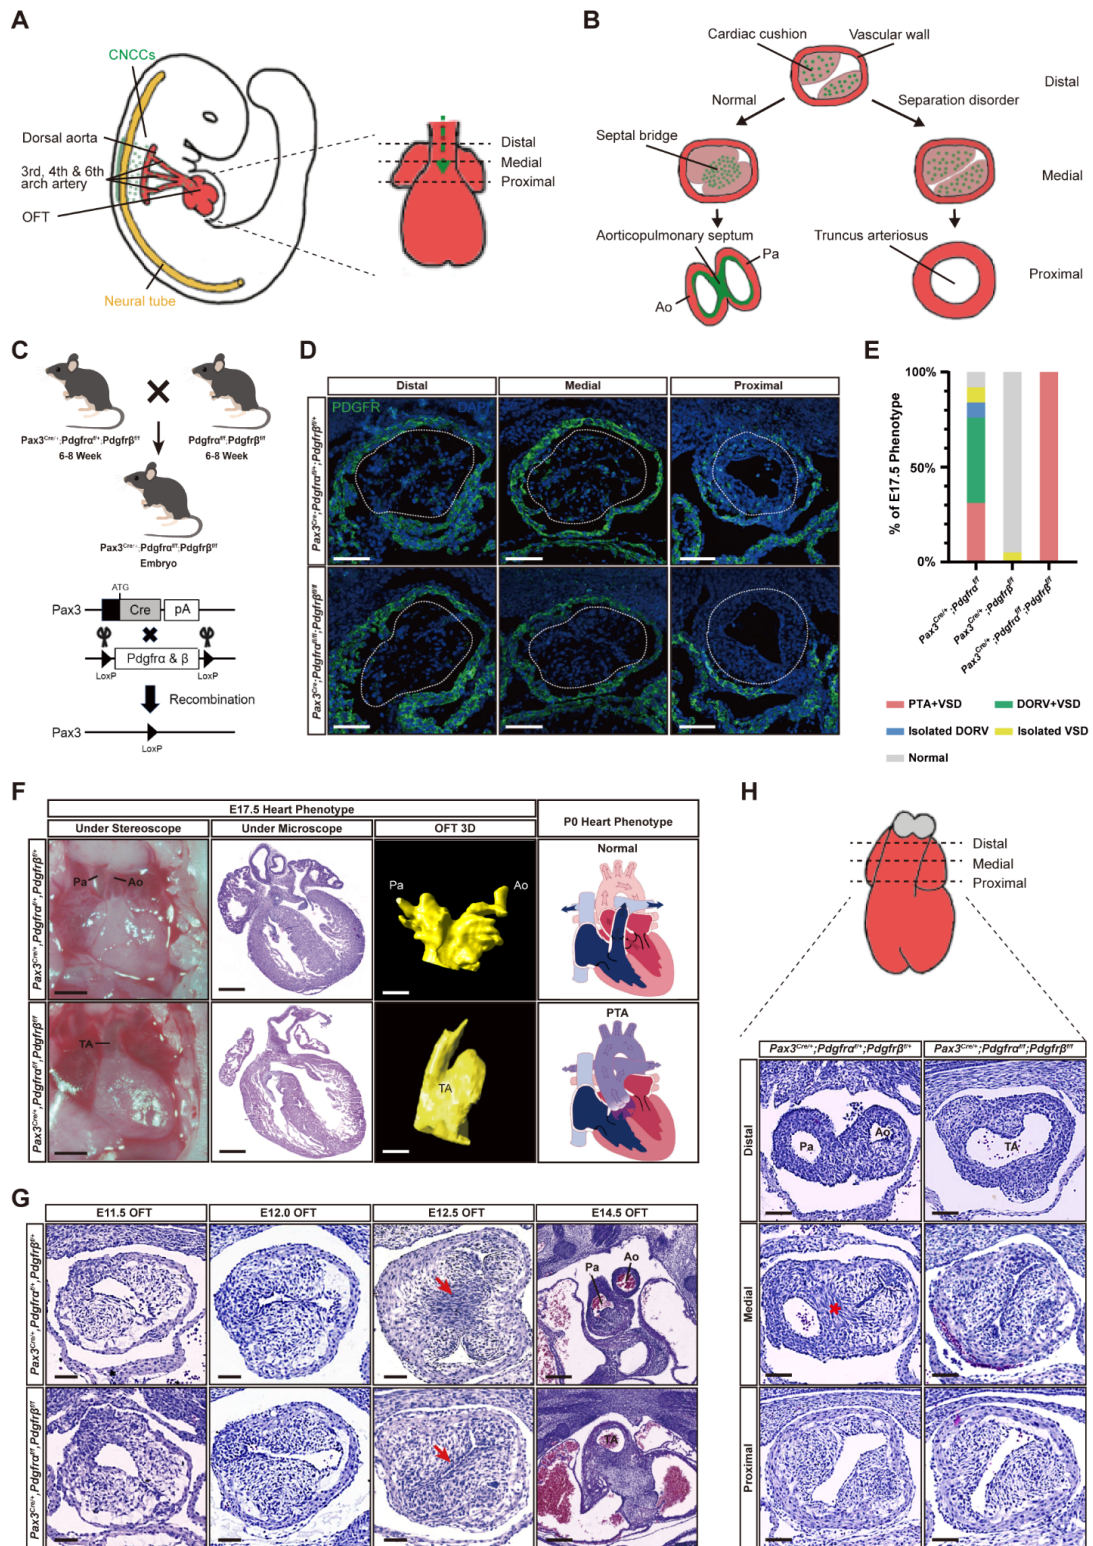 A
CNCCs
Dorsal aorta
3rd, 4th & 6th
arch artery
OFT
Neural tube
Distal
Medial
Proximal
B
Cardiac cushion
Vascular wall
Distal
Normal
Separation disorder
Septal bridge
Medial
Aorticopulmonary septum
Truncus arteriosus
Pa
Ao
Proximal
C
Pax3Cre/+;Pdgfrαf/+;Pdgfrβf/f
6-8 Week
Pdgfrαf/f;Pdgfrβf/f
6-8 Week
Pax3Cre/+;Pdgfrαf/f;Pdgfrβf/f
Embryo
ATG
Pax3
Cre
pA
Pdgfrα & β
LoxP
LoxP
Recombination
Pax3
LoxP
D
Distal
Medial
Proximal
PDGFR
DAPI
Pax3Cre/+;Pdgfrαfl/+;Pdgfrβfl/+
Pax3Cre/+;Pdgfrαfl/fl;Pdgfrβfl/fl
E
% of E17.5 Phenotype
100%
50%
0%
Pax3Cre/+;Pdgfrαf/f
Pax3Cre/+;Pdgfrβf/f
Pax3Cre/+;Pdgfrαf/f;Pdgfrβf/f
PTA+VSD
DORV+VSD
Isolated DORV
Isolated VSD
Normal
F
E17.5 Heart Phenotype
P0 Heart Phenotype
Under Stereoscope
Under Microscope
OFT 3D
Pax3Cre/+,Pdgfrαf/+,Pdgfrβf/+
Pa
Ao
Pa
Ao
Normal
Pax3Cre/+,Pdgfrαf/f,Pdgfrβf/f
TA
TA
PTA
G
E11.5 OFT
E12.0 OFT
E12.5 OFT
E14.5 OFT
Pax3Cre/+,Pdgfrαf/+,Pdgfrβf/+
Pa
Ao
Pax3Cre/+,Pdgfrαf/f,Pdgfrβf/f
TA
H
Distal
Medial
Proximal
Pax3Cre/+;Pdgfrαf/+;Pdgfrβf/+
Pax3Cre/+;Pdgfrαf/f;Pdgfrβf/f
Distal
Pa
Ao
TA
Medial
Proximal